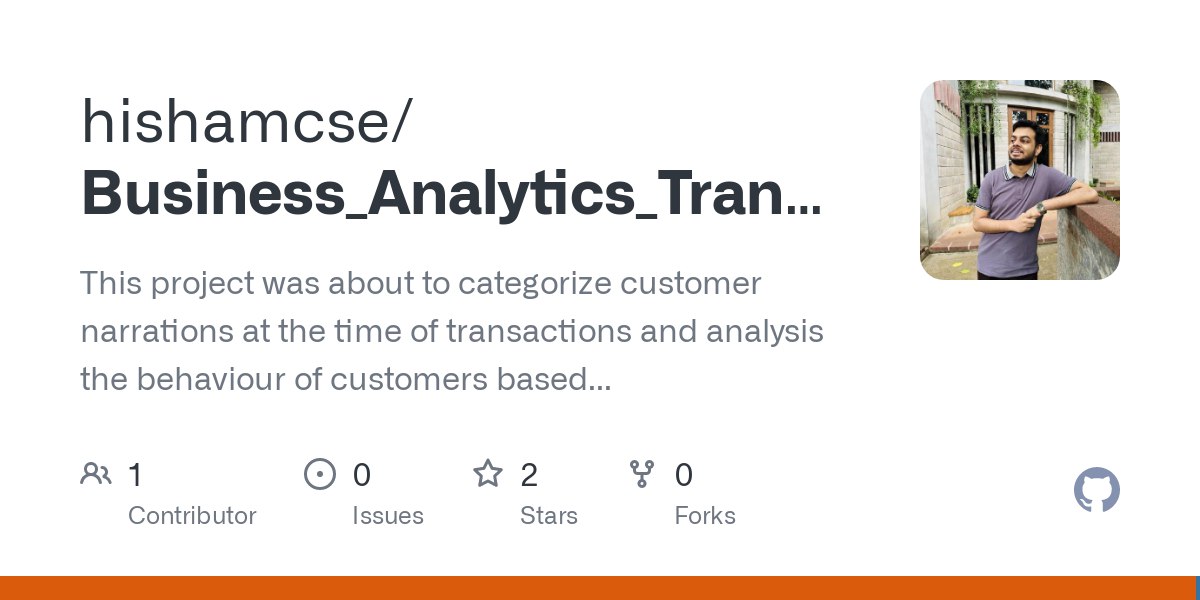 hishamcse/
Business_Analytics_Tran...
This project was about to categorize customer
narrations at the time of transactions and analysis
the behaviour of customers based...
1 0 2 0
Contributor Issues Stars Forks